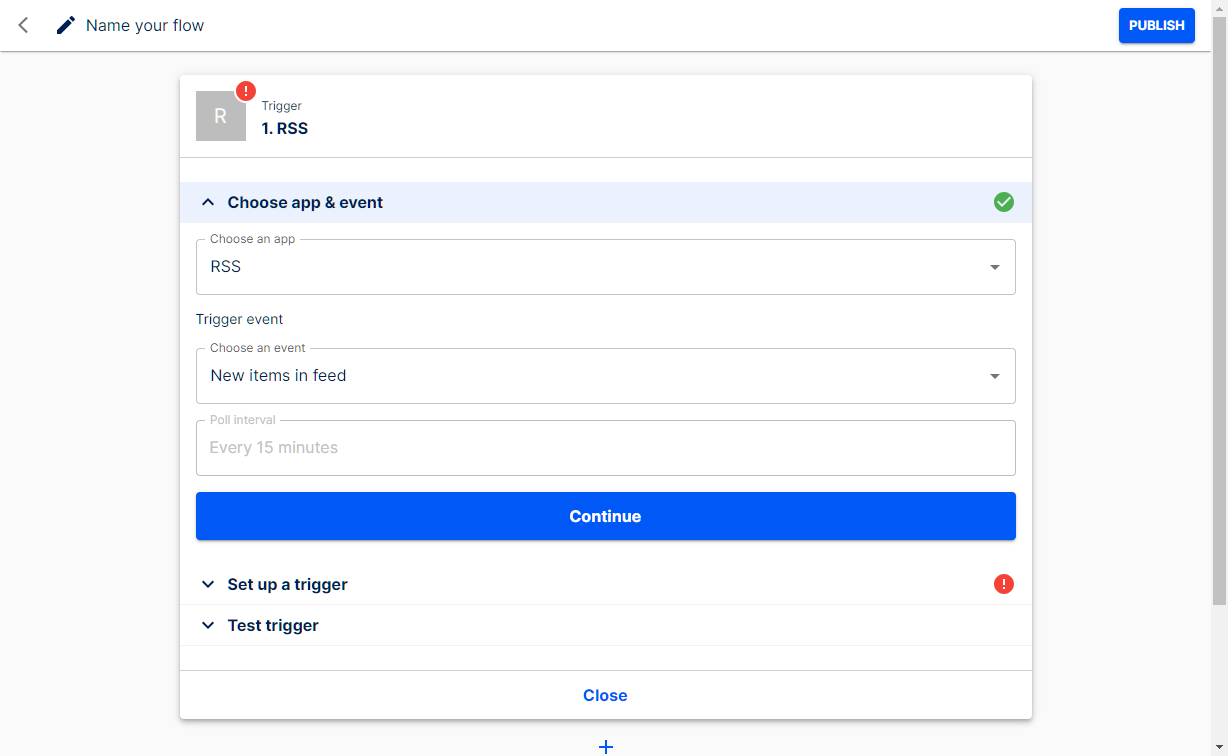 Name your flow
PUBLISH
R
Trigger
1. RSS
Choose app & event
Choose an app
RSS
Trigger event
Choose an event
New items in feed
Poll interval
Every 15 minutes
Continue
Set up a trigger
Test trigger
Close